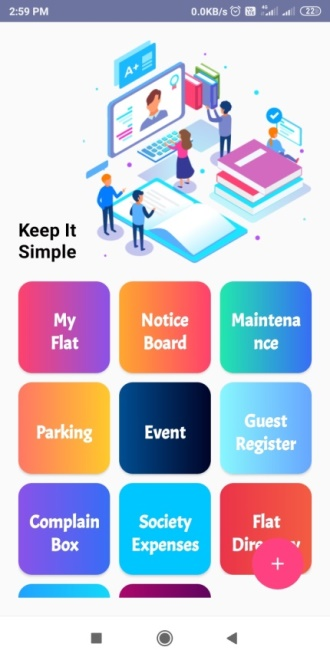 2:59 PM
0.0KB/s
22
A+
Keep It
Simple
My
Flat
Notice
Board
Maintena
nce
Parking
Event
Guest
Register
Complain
Box
Society
Expenses
Flat
+